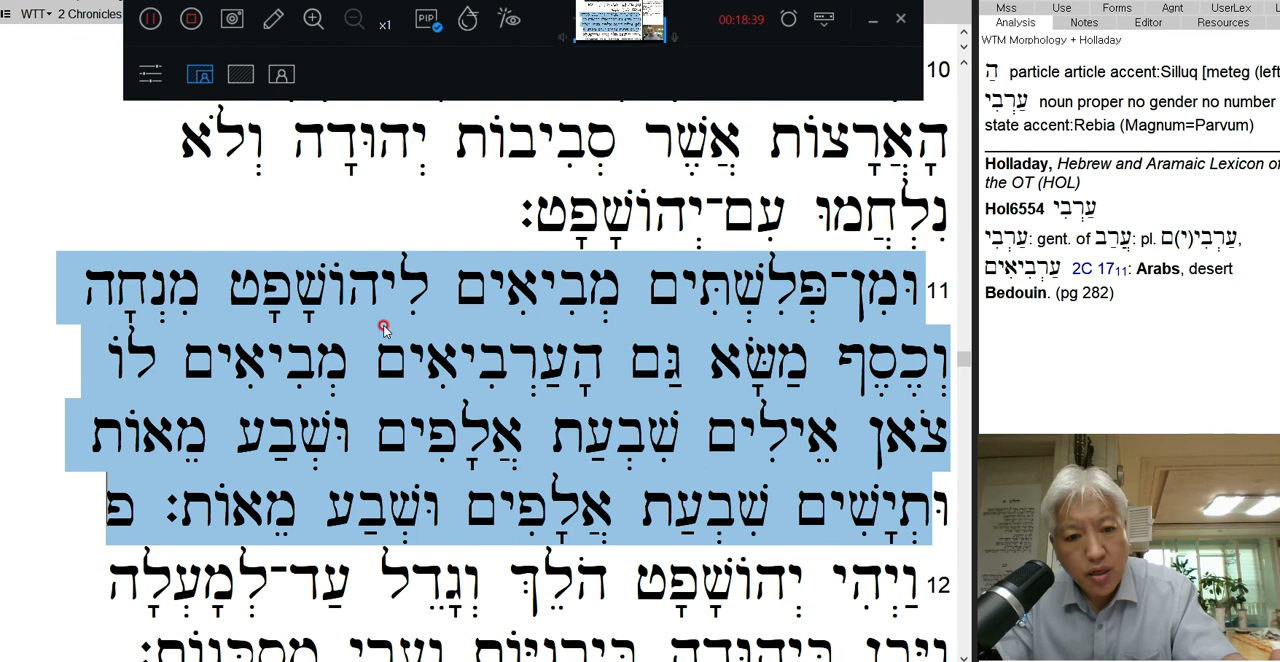 WTT 2 Chronicles
x1
PIP
00:18:39
10
הָאֲרָצוֹת אֲשֶׁר סְבִיבוֹת יְהוּדָה וְלֹא
נִלְחֲמוּ עִם־יְהוֹשָׁפָט׃
11 וּמִן־פְּלִשְׁתִּים מְבִיאִים לִיהוֹשָׁפָט מִנְחָה
וְכֶסֶף מַשָּׂא גַּם הָעַרְבִיאִים מְבִיאִים לוֹ
צֹאן אֵילִים שִׁבְעַת אֲלָפִים וּשְׁבַע מֵאוֹת
וּתְיָשִׁים שִׁבְעַת אֲלָפִים וּשְׁבַע מֵאוֹת׃ פ
12 וַיְהִי יְהוֹשָׁפָט הֹלֵךְ וְגָדֵל עַד־לְמָעְלָה
Mss Use Forms Agnt UserLex
Analysis Notes Editor Resources
WTM Morphology + Holladay
הַ particle article accent:Silluq [meteg (left
עַרְבִי noun proper no gender no number
state accent:Rebia (Magnum=Parvum)
Holladay, Hebrew and Aramaic Lexicon of
the OT (HOL)
Hol6554 עַרְבִי
עַרְבִי: gent. of עֲרַב: pl. עַרְבִי(י)ם,
עַרְבִיאִים 2C 17₁₁: Arabs, desert
Bedouin. (pg 282)